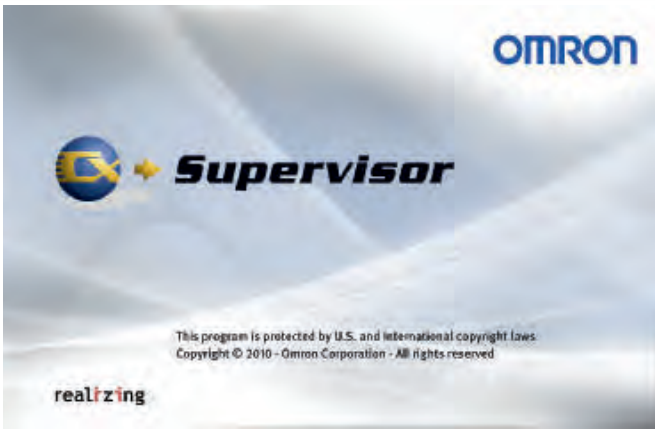 OMRON
CX Supervisor
This program is protected by U.S. and international copyright laws
Copyright © 2010 - Omron Corporation - All rights reserved
realizing